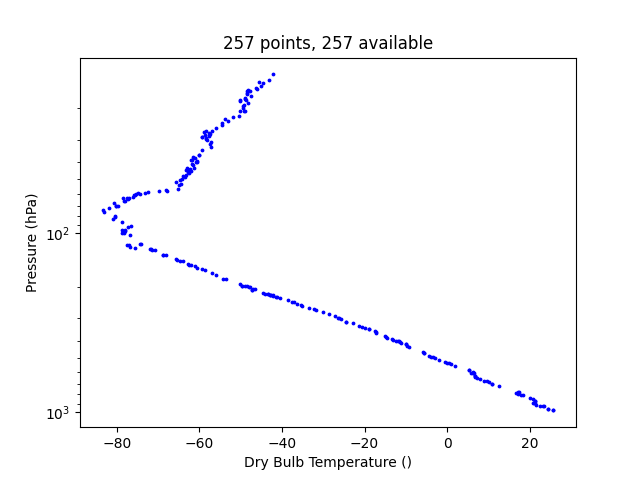 257 points, 257 available
Pressure (hPa)
10²
10³
−80 −60 −40 −20 0 20
Dry Bulb Temperature ()